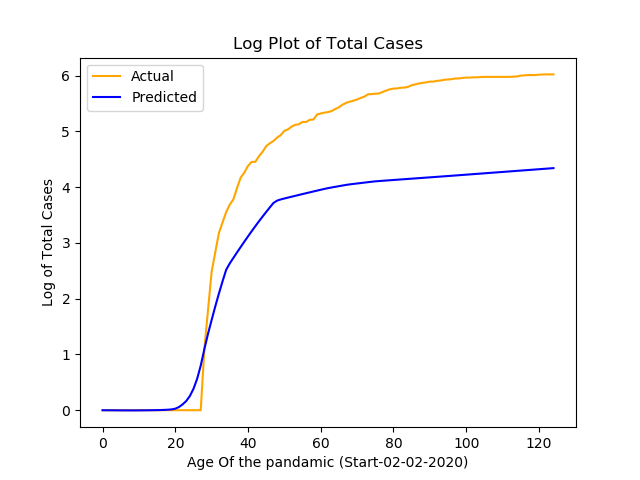 Log Plot of Total Cases
Actual
Predicted
6
5
4
3
2
1
0
Log of Total Cases
0 20 40 60 80 100 120
Age Of the pandamic (Start-02-02-2020)